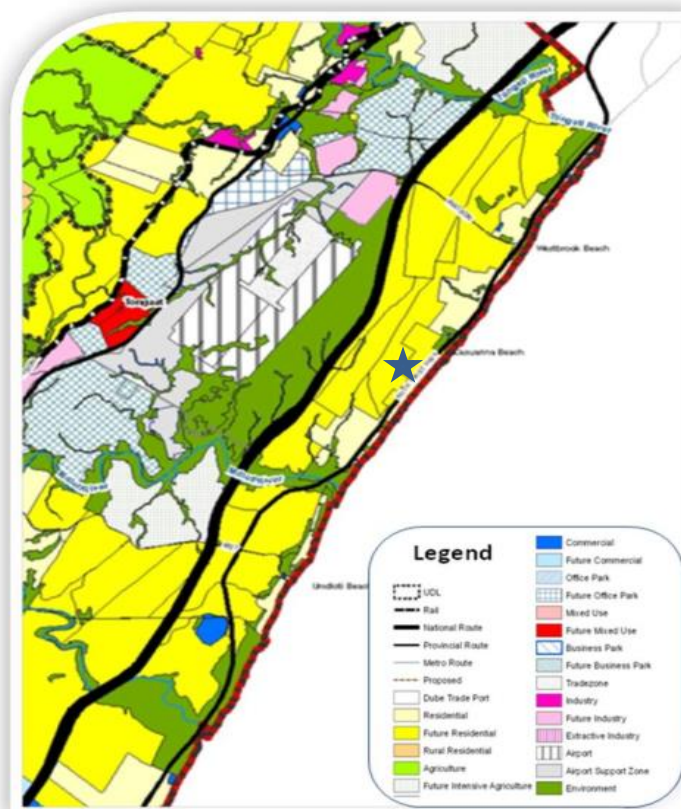 Tongati River
Westbrook Beach
Tongaat
Umdloti Beach
Legend
UDL
Rail
National Route
Provincial Route
Metro Route
Proposed
Dube Trade Port
Residential
Future Residential
Rural Residential
Agriculture
Future Intensive Agriculture
Commercial
Future Commercial
Office Park
Future Office Park
Mixed Use
Future Mixed Use
Business Park
Future Business Park
Tradezone
Industry
Future Industry
Extractive Industry
Airport
Airport Support Zone
Environment